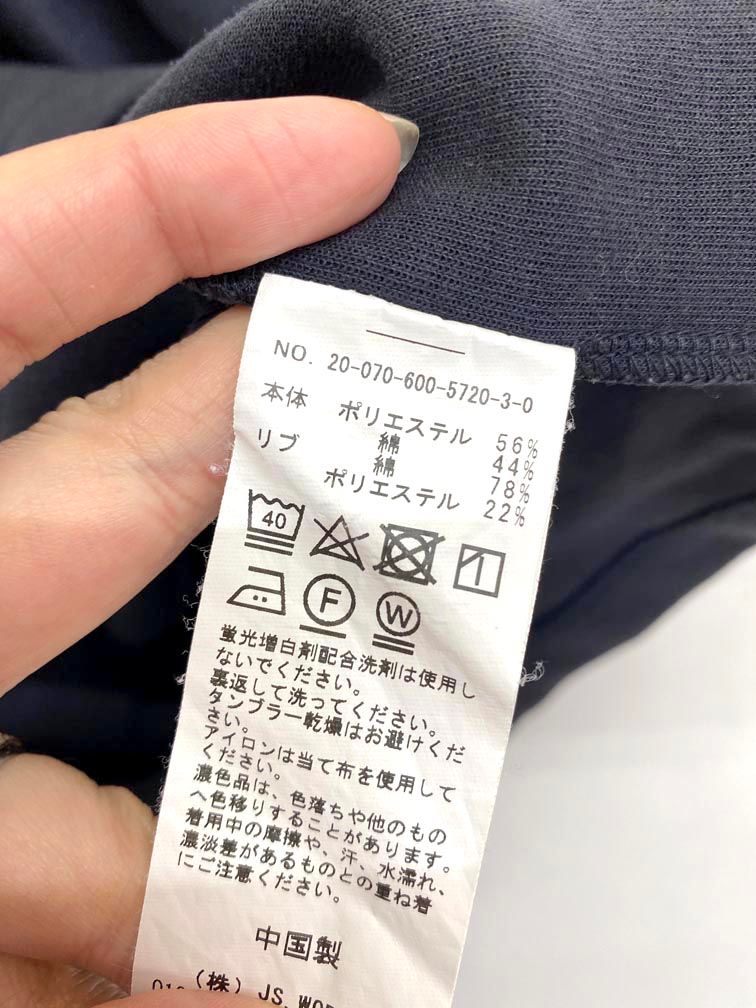 NO. 20-070-600-5720-3-0
本体 ポリエステル 56%
綿 44%
リブ 綿 78%
ポリエステル 22%
40
F W
蛍光増白剤配合洗剤は使用し
ないでください。
裏返して洗ってください。
タンブラー乾燥はお避けくだ
さい。
アイロンは当て布を使用して
ください。
濃色品は、色落ちや他のもの
へ色移りすることがあります。
着用中の摩擦や、汗、水濡れ、
濃淡差があるものとの重ね着
にご注意ください。
中国製
(株) JS.